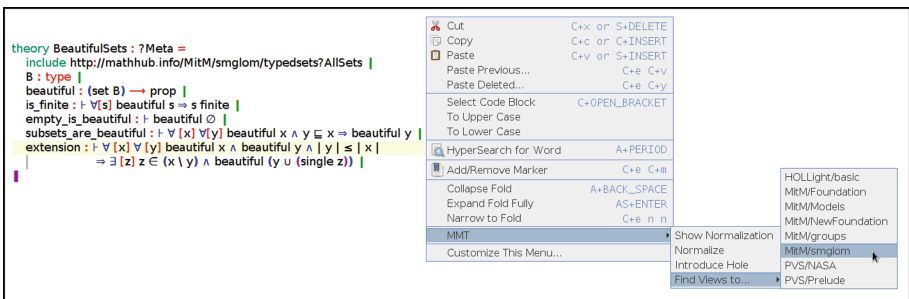 theory BeautifulSets : ?Meta =
include http://mathhub.info/MitM/smglom/typedsets?AllSets |
B : type |
beautiful : (set B) ⟶ prop |
is_finite : ⊦ ∀[s] beautiful s ⇒ s finite |
empty_is_beautiful : ⊦ beautiful ∅ |
subsets_are_beautiful : ⊦ ∀ [x] ∀[y] beautiful x ∧ y ⊑ x ⇒ beautiful y |
extension : ⊦ ∀ [x] ∀ [y] beautiful x ∧ beautiful y ∧ | y | ≤ | x |
⇒ ∃ [z] z ∈ (x \ y) ∧ beautiful (y ∪ (single z)) |
Cut C+x or S+DELETE
Copy C+c or C+INSERT
Paste C+v or S+INSERT
Paste Previous... C+e C+v
Paste Deleted... C+e C+y
Select Code Block C+OPEN_BRACKET
To Upper Case
To Lower Case
HyperSearch for Word A+PERIOD
Add/Remove Marker C+e C+m
Collapse Fold A+BACK_SPACE
Expand Fold Fully AS+ENTER
Narrow to Fold C+e n n
MMT
Customize This Menu...
Show Normalization
Normalize
Introduce Hole
Find Views to...
HOLLight/basic
MitM/Foundation
MitM/Models
MitM/NewFoundation
MitM/groups
MitM/smglom
PVS/NASA
PVS/Prelude